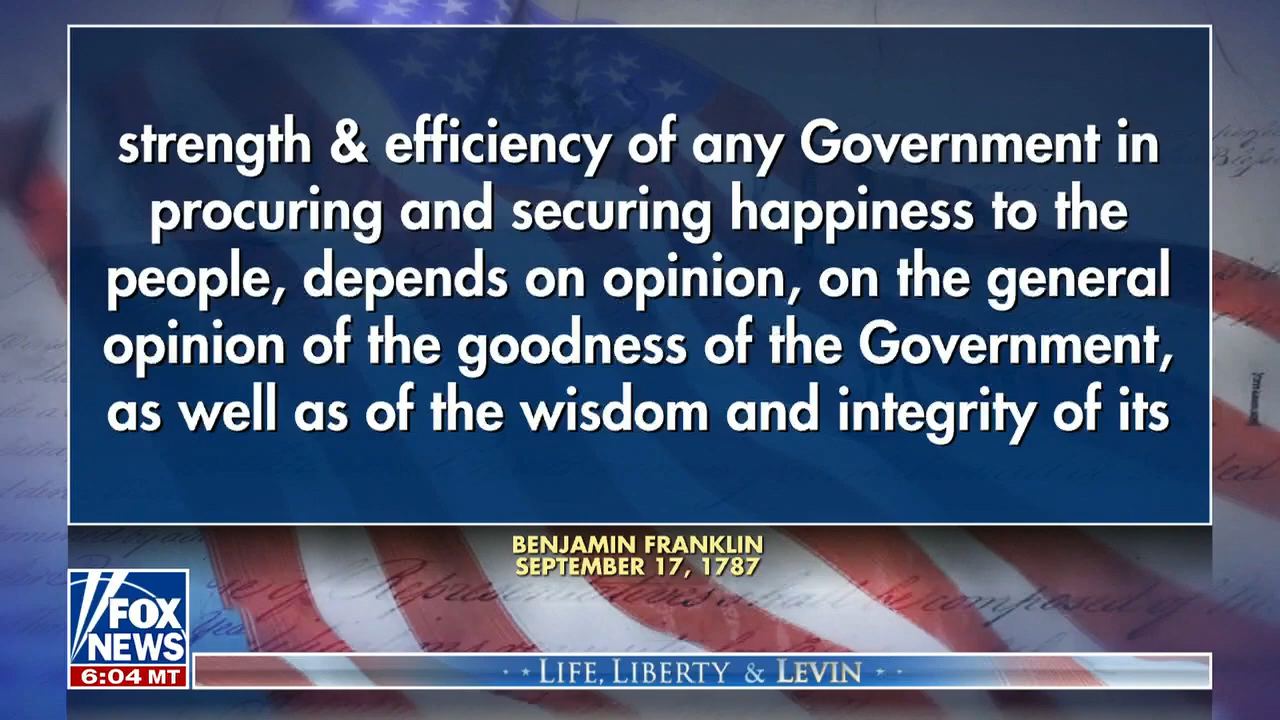 strength & efficiency of any Government in
procuring and securing happiness to the
people, depends on opinion, on the general
opinion of the goodness of the Government,
as well as of the wisdom and integrity of its
BENJAMIN FRANKLIN
SEPTEMBER 17, 1787
FOX
NEWS
6:04 MT
LIFE, LIBERTY & LEVIN